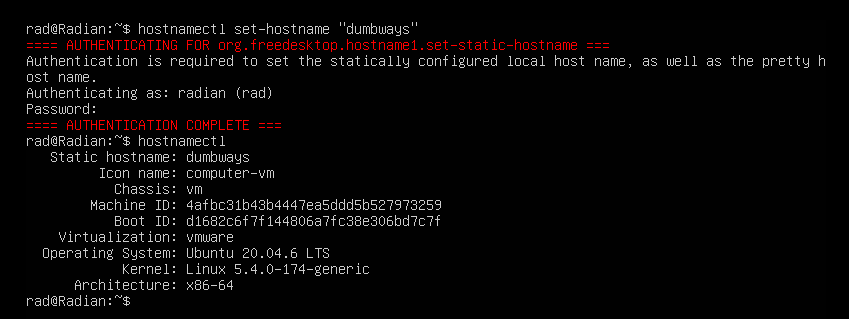 rad@Radian:~$ hostnamectl set-hostname "dumbways"
==== AUTHENTICATING FOR org.freedesktop.hostname1.set-static-hostname ===
Authentication is required to set the statically configured local host name, as well as the pretty h
ost name.
Authenticating as: radian (rad)
Password:
==== AUTHENTICATION COMPLETE ===
rad@Radian:~$ hostnamectl
Static hostname: dumbways
Icon name: computer-vm
Chassis: vm
Machine ID: 4afbc31b43b4447ea5ddd5b527973259
Boot ID: d1682c6f7f144806a7fc38e306bd7c7f
Virtualization: vmware
Operating System: Ubuntu 20.04.6 LTS
Kernel: Linux 5.4.0-174-generic
Architecture: x86-64
rad@Radian:~$